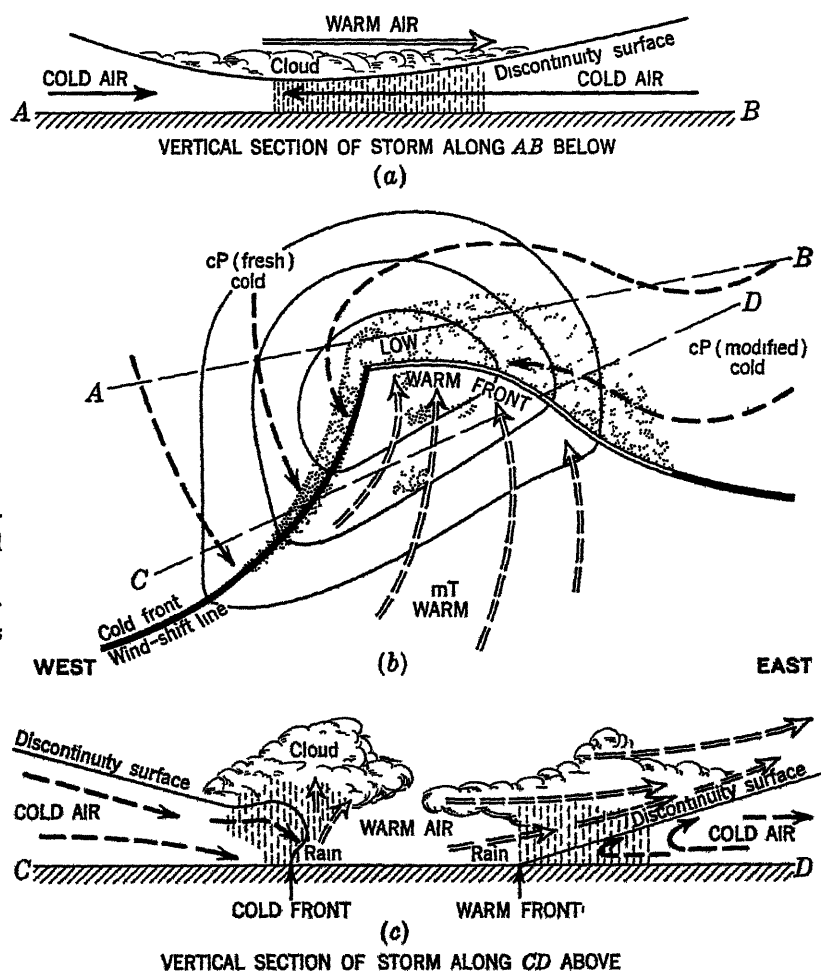 WARM AIR
Cloud
Discontinuity surface
COLD AIR
COLD AIR
A
B
VERTICAL SECTION OF STORM ALONG AB BELOW
(a)
cP (fresh)
cold
B
D
LOW
cP (modified)
cold
A
WARM FRONT
C
mT
WARM
Cold front
Wind-shift line
WEST
(b)
EAST
Discontinuity surface
Cloud
COLD AIR
WARM AIR
Discontinuity surface
COLD AIR
Rain
Rain
C
D
COLD FRONT
WARM FRONT
(c)
VERTICAL SECTION OF STORM ALONG CD ABOVE